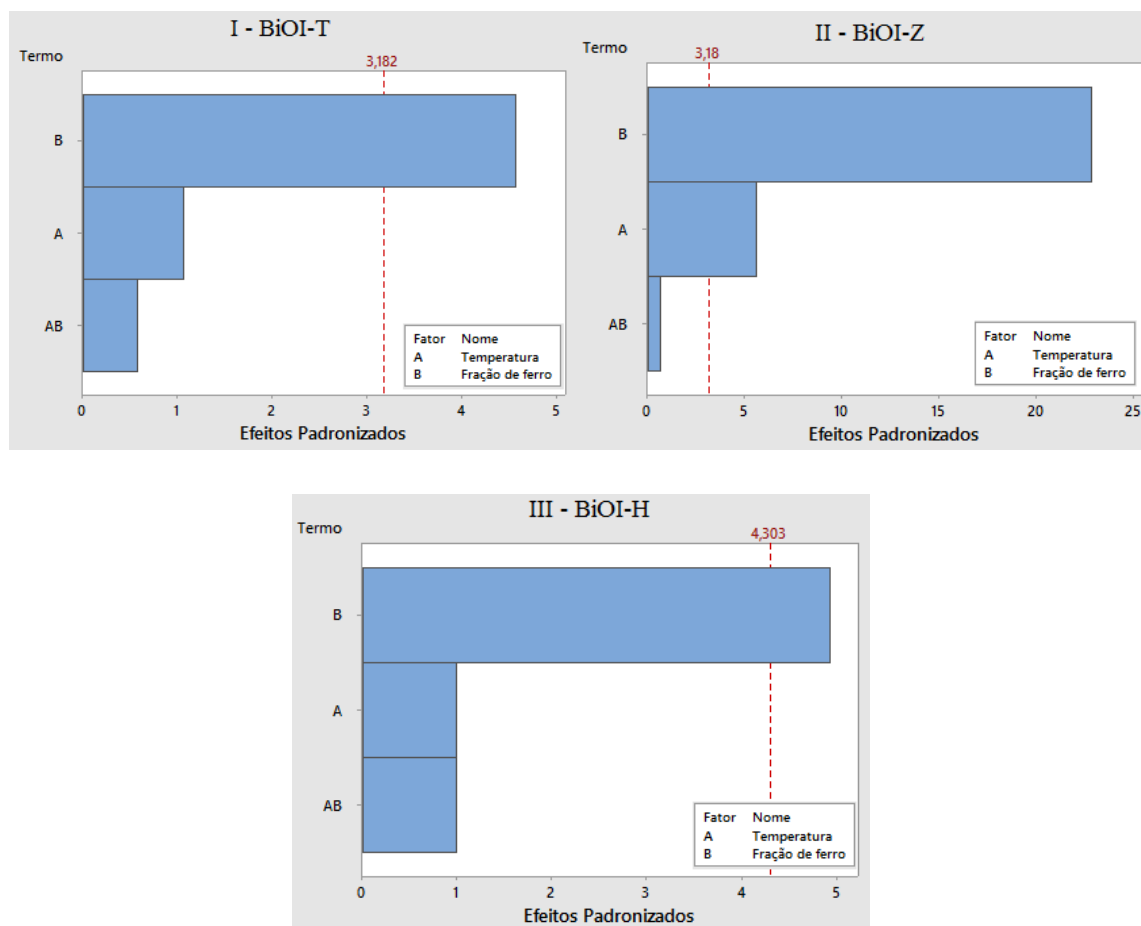 I - BiOI-T
Termo
3,182
B
A
AB
Fator Nome
A Temperatura
B Fração de ferro
0 1 2 3 4 5
Efeitos Padronizados
II - BiOI-Z
Termo
3,18
B
A
AB
Fator Nome
A Temperatura
B Fração de ferro
0 5 10 15 20 25
Efeitos Padronizados
III - BiOI-H
Termo
4,303
B
A
AB
Fator Nome
A Temperatura
B Fração de ferro
0 1 2 3 4 5
Efeitos Padronizados